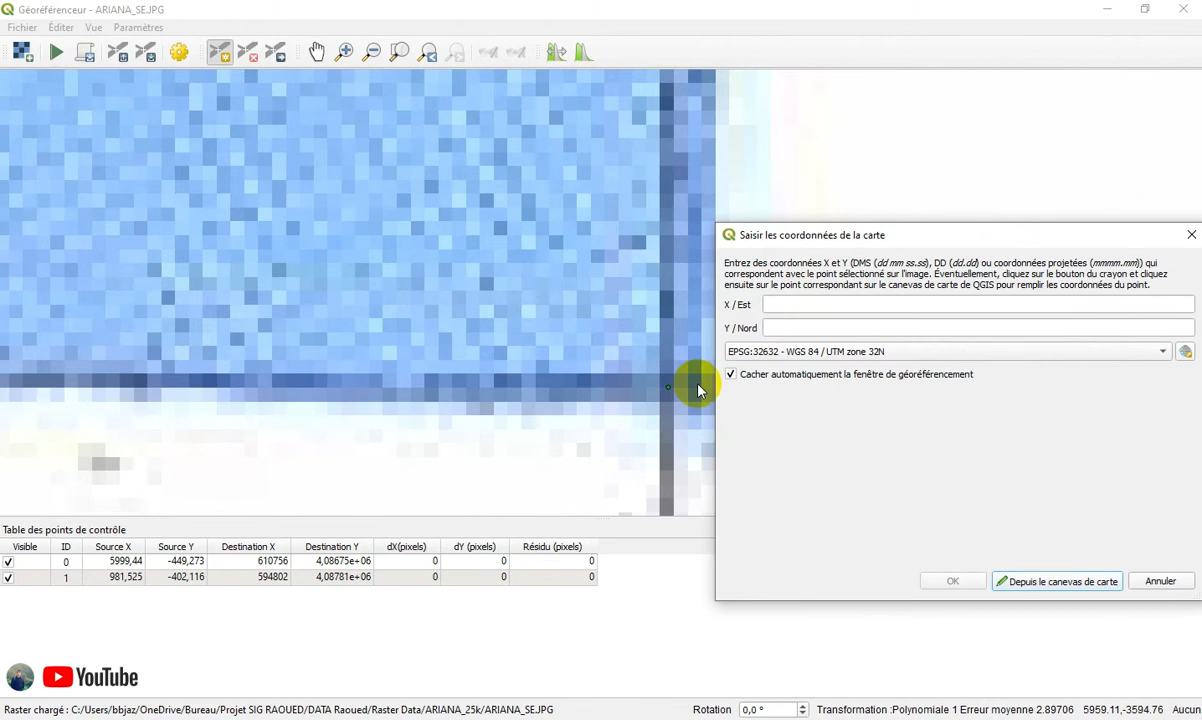 Géoréférenceur - ARIANA_SE.JPG
Fichier Éditer Vue Paramètres
Saisir les coordonnées de la carte
Entrez des coordonnées X et Y (DMS (dd mm ss.ss), DD (dd.dd) ou coordonnées projetées (mmmm.mm)) qui
correspondent avec le point sélectionné sur l'image. Éventuellement, cliquez sur le bouton du crayon et cliquez
ensuite sur le point correspondant sur le canevas de carte de QGIS pour remplir les coordonnées du point.
X / Est
Y / Nord
EPSG:32632 - WGS 84 / UTM zone 32N
Cacher automatiquement la fenêtre de géoréférencement
OK Depuis le canevas de carte Annuler
Table des points de contrôle
Visible ID Source X Source Y Destination X Destination Y dX(pixels) dY (pixels) Résidu (pixels)
0 5999,44 -449,273 610756 4,08675e+06 0 0 0
1 981,525 -402,116 594802 4,08781e+06 0 0 0
YouTube
Raster chargé : C:/Users/bbjaz/OneDrive/Bureau/Projet SIG RAOUED/DATA Raoued/Raster Data/ARIANA_25k/ARIANA_SE.JPG Rotation 0,0 ° Transformation : Polynomiale 1 Erreur moyenne 2.89706 5959.11,-3594.76 Aucun